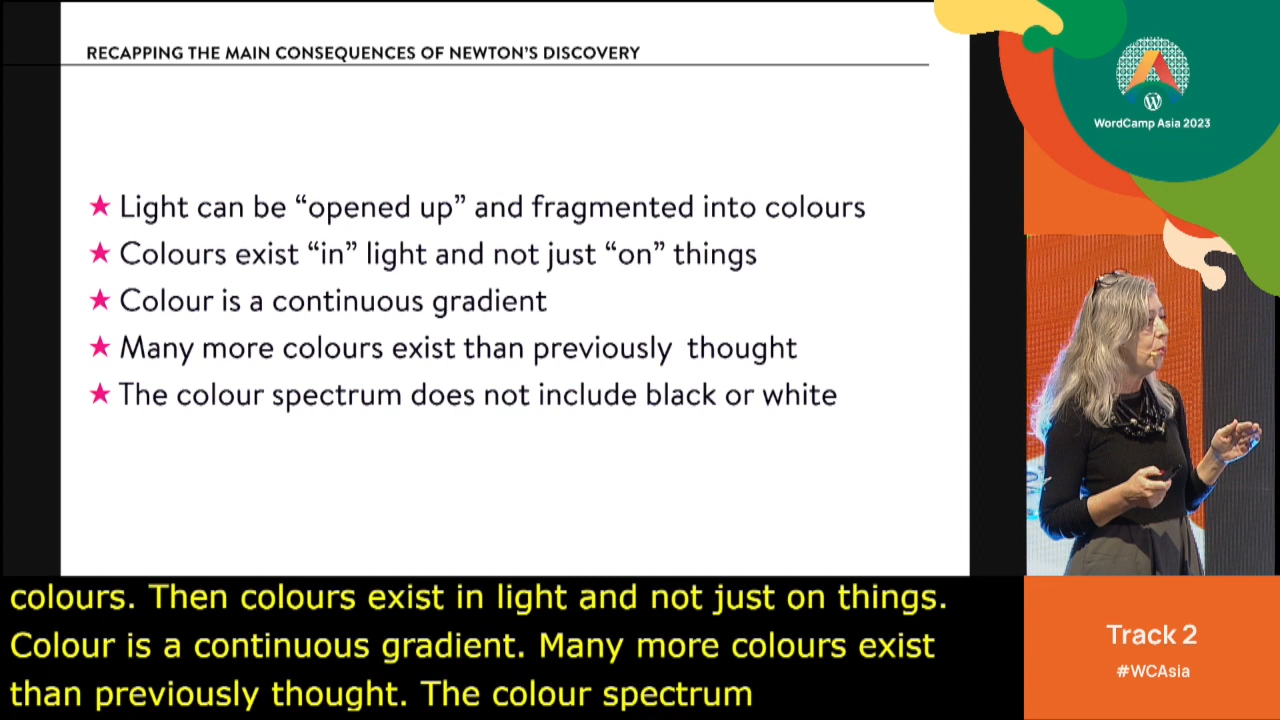 RECAPPING THE MAIN CONSEQUENCES OF NEWTON'S DISCOVERY
★ Light can be “opened up” and fragmented into colours
★ Colours exist “in” light and not just “on” things
★ Colour is a continuous gradient
★ Many more colours exist than previously thought
★ The colour spectrum does not include black or white
WordCamp Asia 2023
colours. Then colours exist in light and not just on things.
Colour is a continuous gradient. Many more colours exist
than previously thought. The colour spectrum
Track 2
#WCAsia